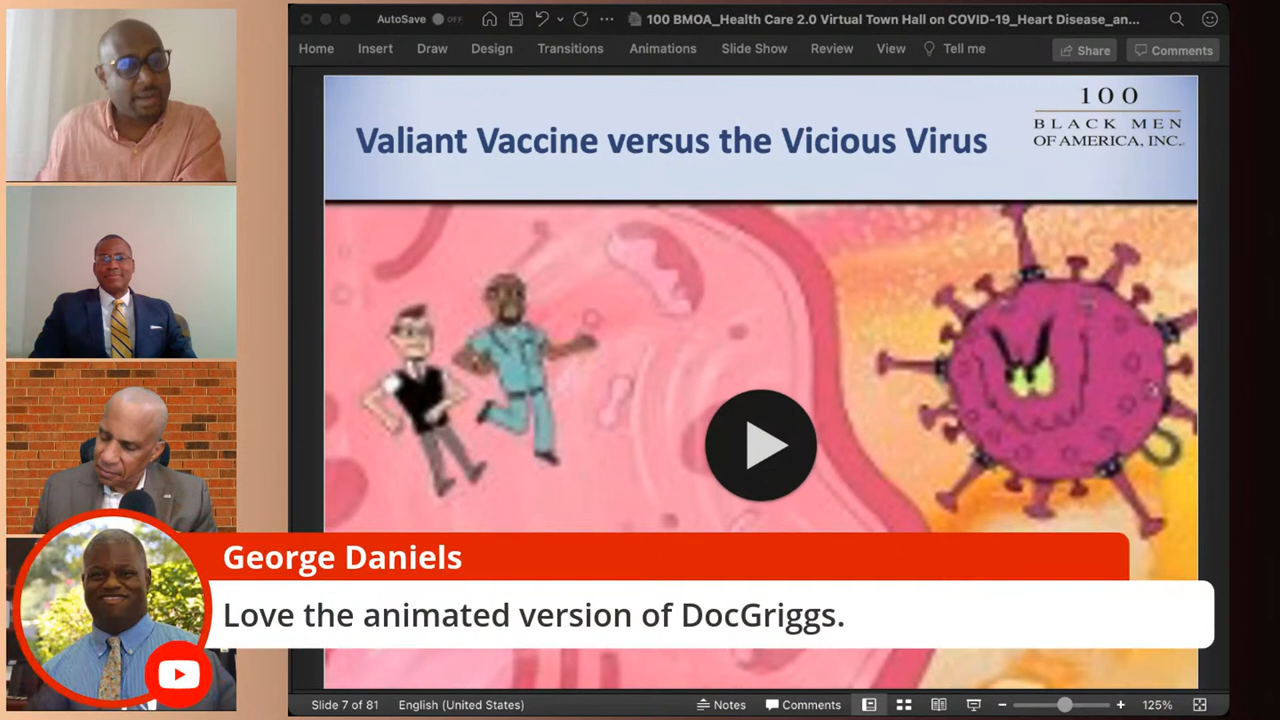 AutoSave OFF
100 BMOA_Health Care 2.0 Virtual Town Hall on COVID-19_Heart Disease_an...
Home Insert Draw Design Transitions Animations Slide Show Review View Tell me Share Comments
Valiant Vaccine versus the Vicious Virus
100
BLACK MEN
OF AMERICA, INC.
George Daniels
Love the animated version of DocGriggs.
Slide 7 of 81 English (United States) Notes Comments 125%